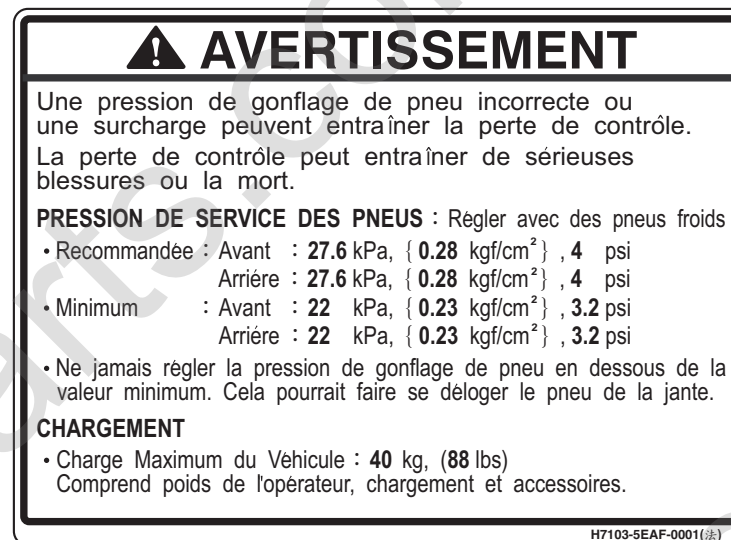 AVERTISSEMENT
Une pression de gonflage de pneu incorrecte ou
une surcharge peuvent entraîner la perte de contrôle.
La perte de contrôle peut entraîner de sérieuses
blessures ou la mort.
PRESSION DE SERVICE DES PNEUS : Régler avec des pneus froids
• Recommandée : Avant : 27.6 kPa, { 0.28 kgf/cm² } , 4 psi
Arriére : 27.6 kPa, { 0.28 kgf/cm² } , 4 psi
• Minimum : Avant : 22 kPa, { 0.23 kgf/cm² } , 3.2 psi
Arriére : 22 kPa, { 0.23 kgf/cm² } , 3.2 psi
• Ne jamais régler la pression de gonflage de pneu en dessous de la
valeur minimum. Cela pourrait faire se déloger le pneu de la jante.
CHARGEMENT
• Charge Maximum du Véhicule : 40 kg, (88 lbs)
Comprend poids de l'opérateur, chargement et accessoires.
H7103-5EAF-0001(法)
arts.co